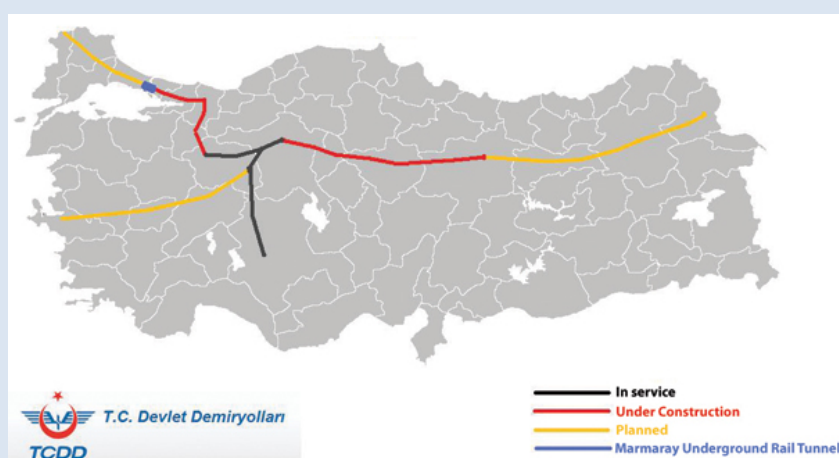 In service
Under Construction
Planned
Marmaray Underground Rail Tunnel
T.C. Devlet Demiryolları
TCDD